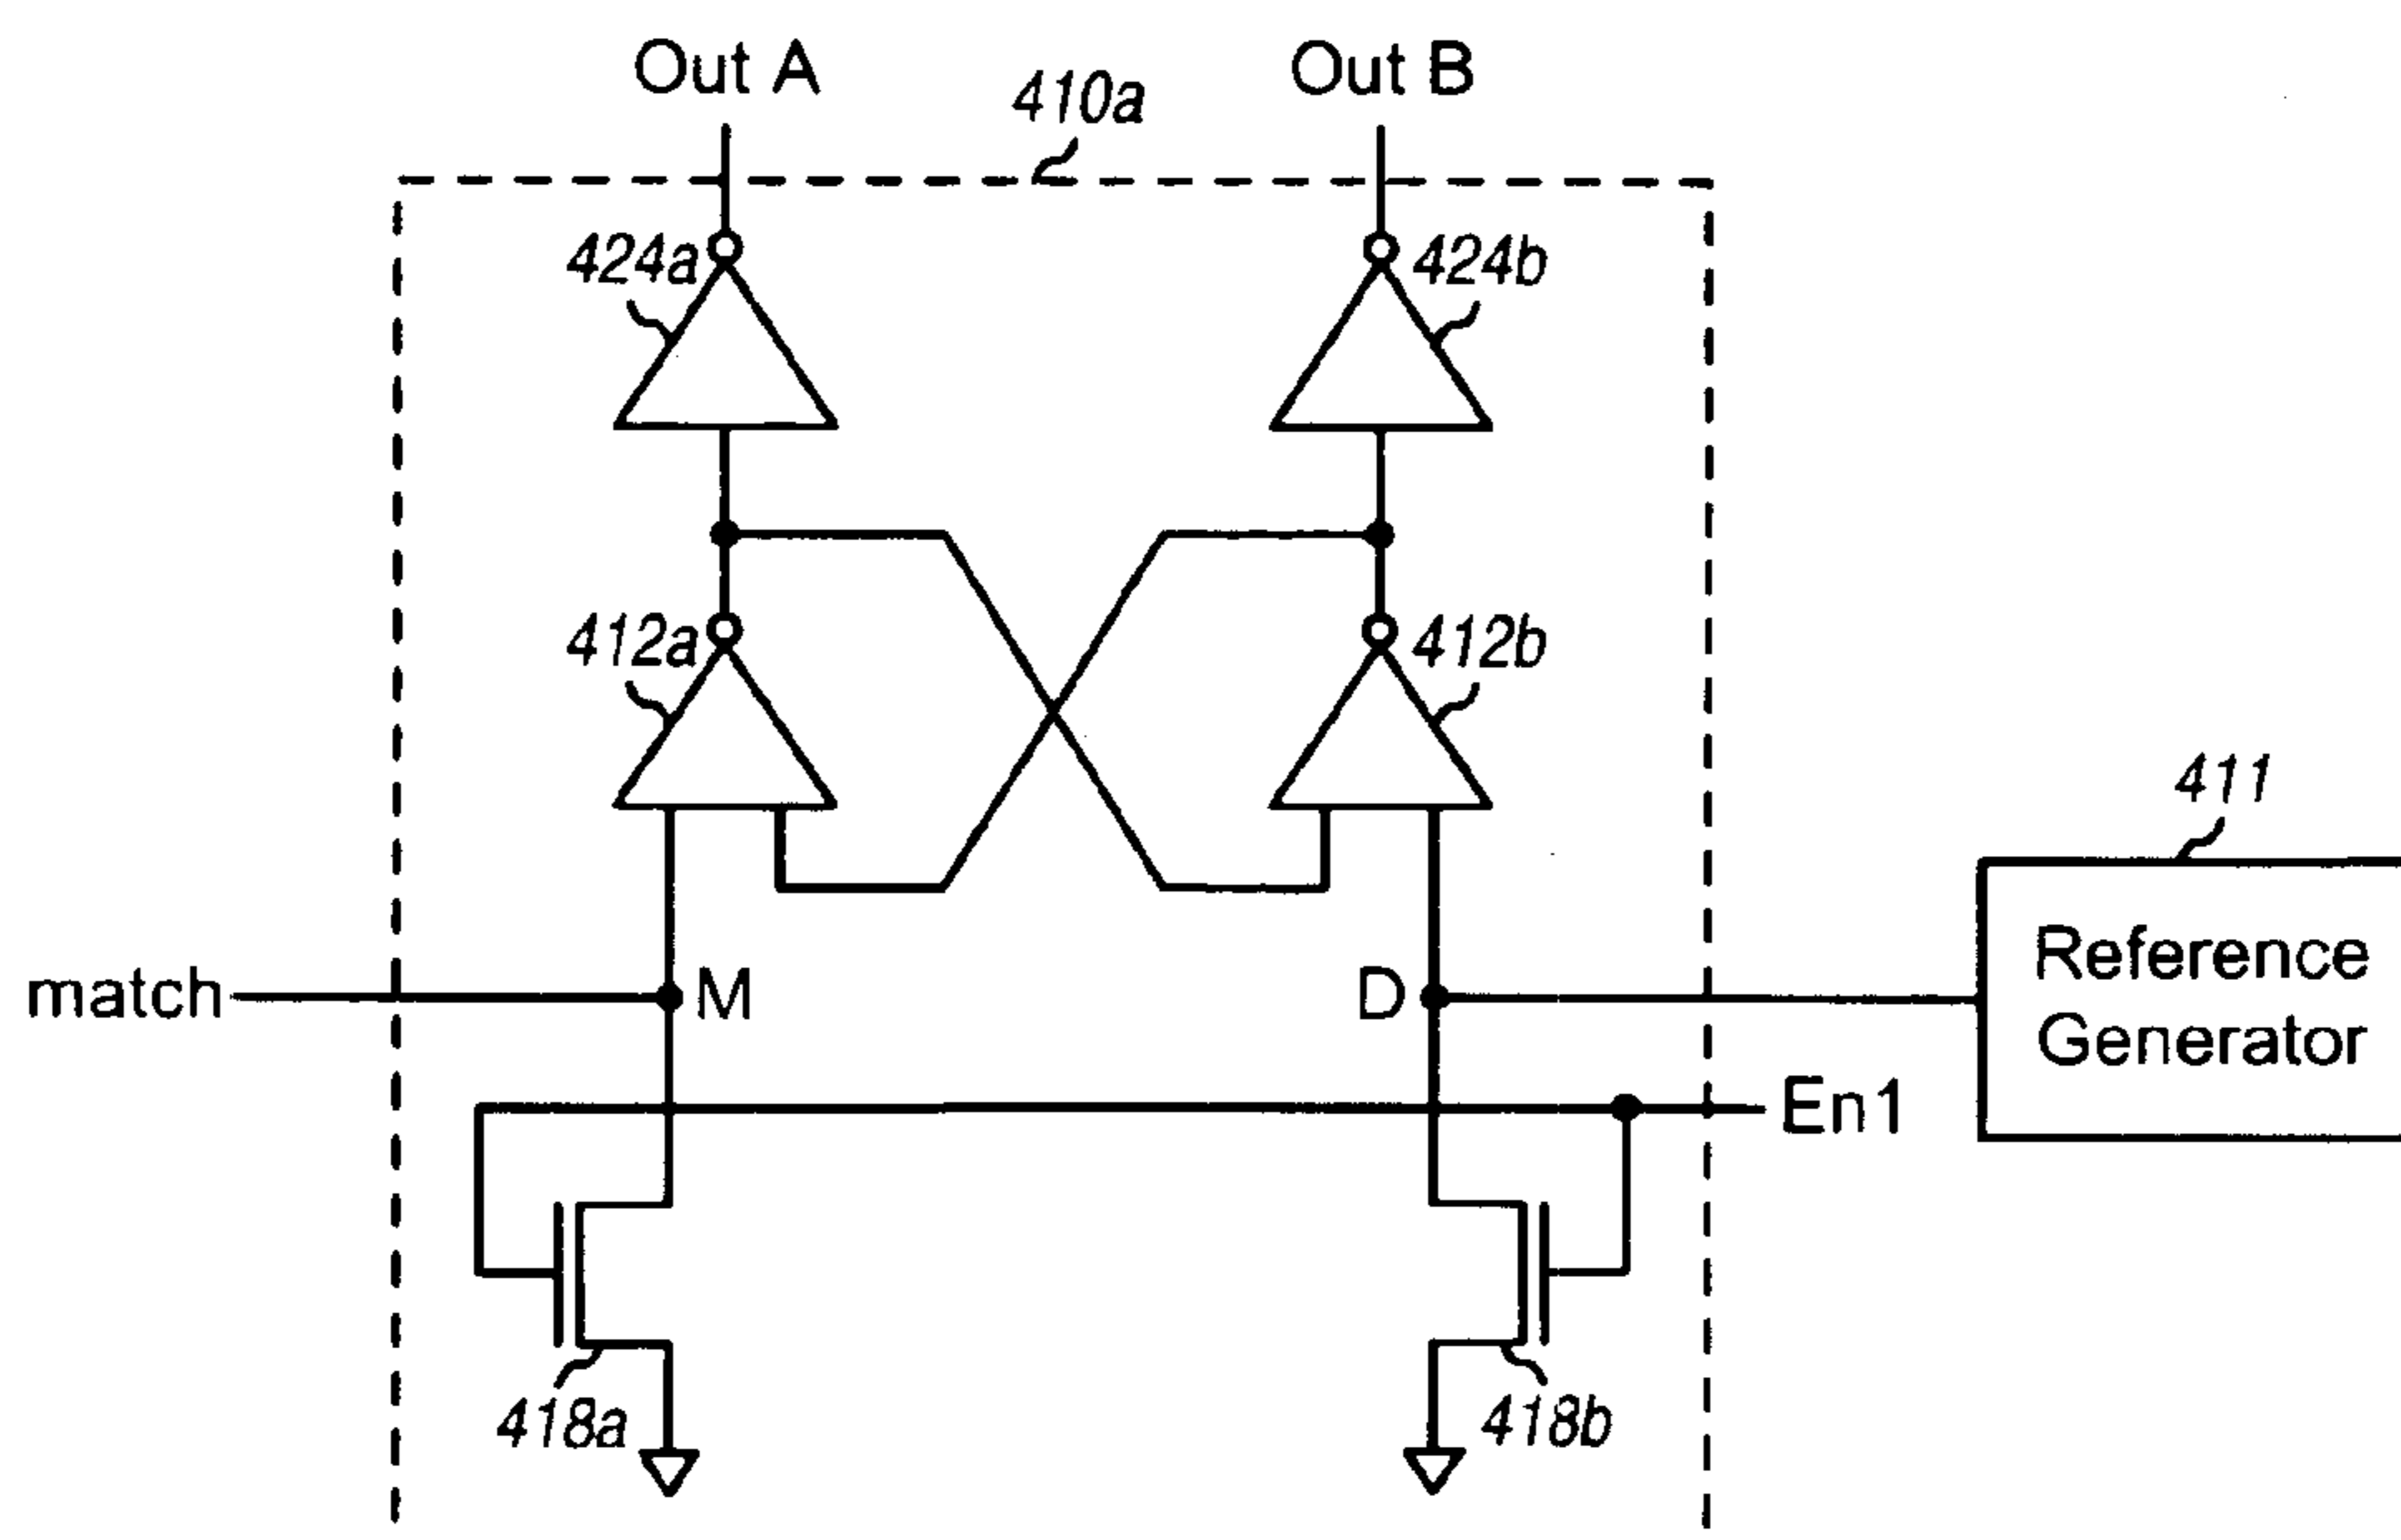 Out A
Out B
410a
424a
424b
412a
412b
411
Reference
Generator
match
M
D
En1
418a
418b